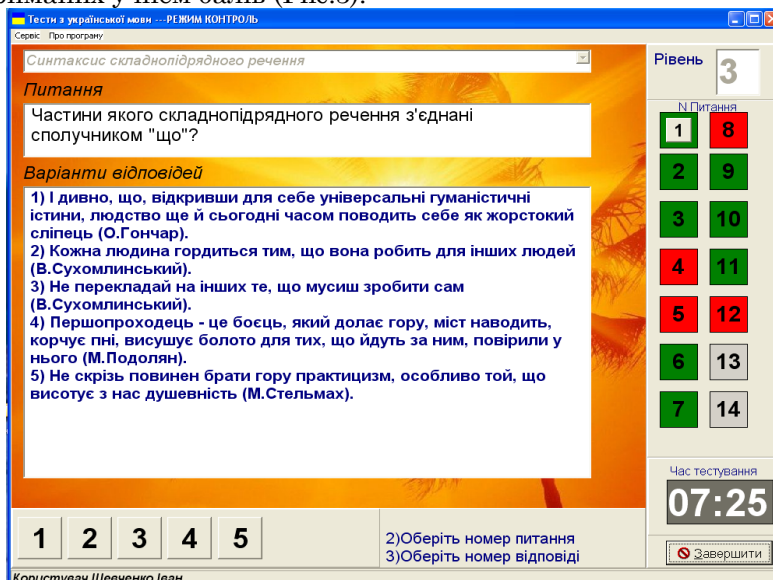 Тести з української мови ---РЕЖИМ КОНТРОЛЬ
Сервіс Про програму
Синтаксис складнопідрядного речення
Питання
Частини якого складнопідрядного речення з'єднані
сполучником "що"?
Варіанти відповідей
1) І дивно, що, відкривши для себе універсальні гуманістичні
істини, людство ще й сьогодні часом поводить себе як жорстокий
сліпець (О.Гончар).
2) Кожна людина гордиться тим, що вона робить для інших людей
(В.Сухомлинський).
3) Не перекладай на інших те, що мусиш зробити сам
(В.Сухомлинський).
4) Першопроходець - це боєць, який долає гору, міст наводить,
корчує пні, висушує болото для тих, що йдуть за ним, повірили у
нього (М.Подолян).
5) Не скрізь повинен брати гору практицизм, особливо той, що
висотує з нас душевність (М.Стельмах).
1 2 3 4 5
2)Оберіть номер питання
3)Оберіть номер відповіді
Рівень 3
N Питання
1 8
2 9
3 10
4 11
5 12
6 13
7 14
Час тестування
07:25
Завершити
Користувач Шевченко Іван